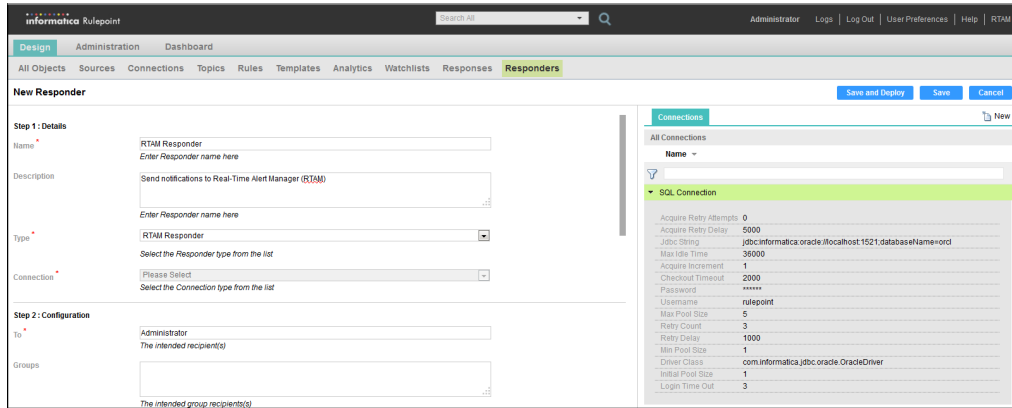 informatica Rulepoint
Search All
Administrator Logs | Log Out | User Preferences | Help | RTAM
Design Administration Dashboard
All Objects Sources Connections Topics Rules Templates Analytics Watchlists Responses Responders
New Responder
Save and Deploy Save Cancel
Step 1 : Details
Name *
RTAM Responder
Enter Responder name here
Description
Send notifications to Real-Time Alert Manager (RTAM)
Enter Responder name here
Type *
RTAM Responder
Select the Responder type from the list
Connection *
Please Select
Select the Connection type from the list
Step 2 : Configuration
To *
Administrator
The intended recipient(s)
Groups
The intended group recipients(s)
Connections
New
All Connections
Name
SQL Connection
Acquire Retry Attempts 0
Acquire Retry Delay 5000
Jdbc String jdbc:informatica:oracle://localhost:1521;databaseName=orcl
Max Idle Time 36000
Acquire Increment 1
Checkout Timeout 2000
Password ******
Username rulepoint
Max Pool Size 5
Retry Count 3
Retry Delay 1000
Min Pool Size 1
Driver Class com.informatica.jdbc.oracle.OracleDriver
Initial Pool Size 1
Login Time Out 3